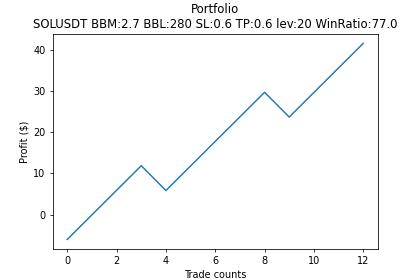 Portfolio
SOLUSDT BBM:2.7 BBL:280 SL:0.6 TP:0.6 lev:20 WinRatio:77.0
40
30
20
10
0
Profit ($)
0 2 4 6 8 10 12
Trade counts